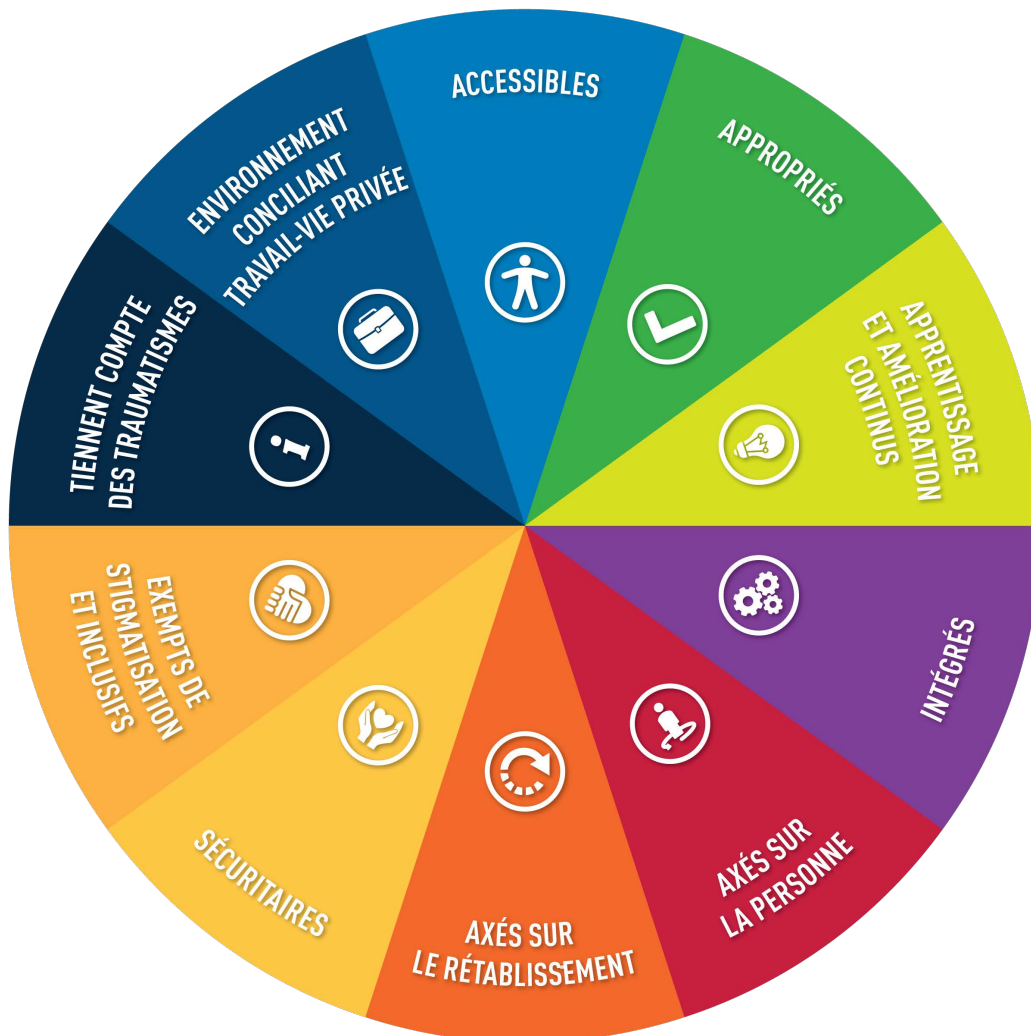 ACCESSIBLES
APPROPRIÉS
APPRENTISSAGE
ET AMÉLIORATION
CONTINUS
INTÉGRÉS
AXÉS SUR
LA PERSONNE
AXÉS SUR
LE RÉTABLISSEMENT
SÉCURITAIRES
EXEMPTS DE
STIGMATISATION
ET INCLUSIFS
TIENNENT COMPTE
DES TRAUMATISMES
ENVIRONNEMENT
CONCILIANT
TRAVAIL-VIE PRIVÉE